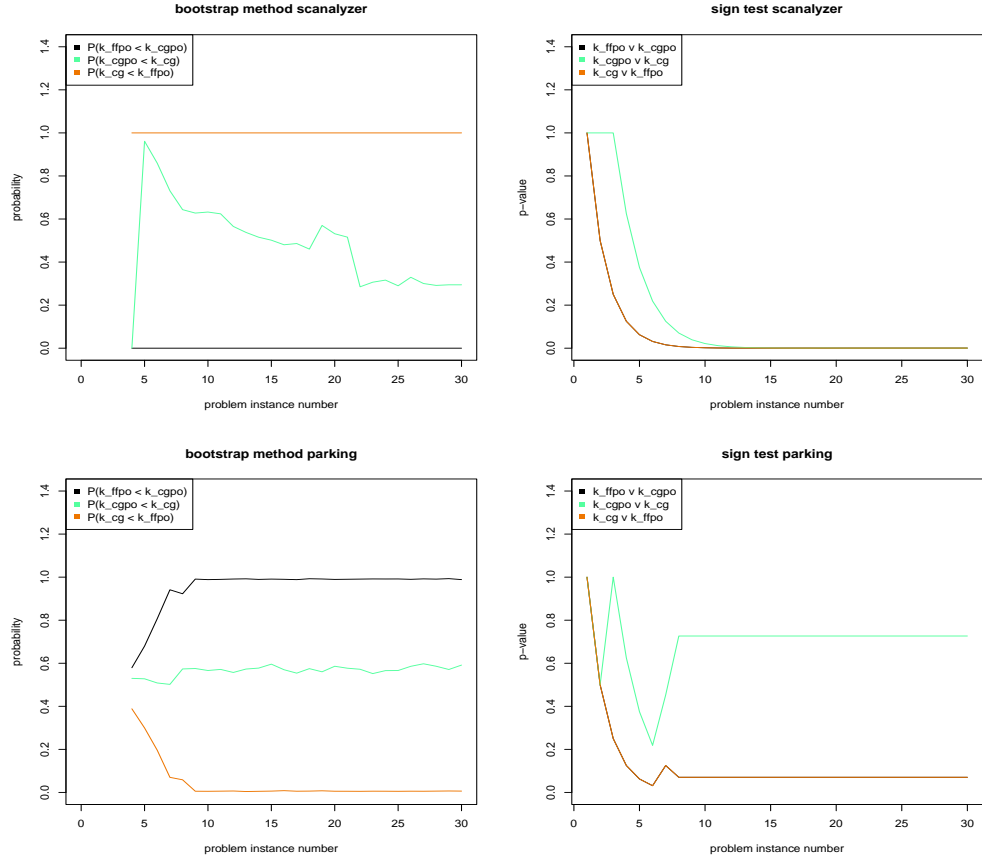 bootstrap method scanalyzer
P(k_ffpo < k_cgpo)
P(k_cgpo < k_cg)
P(k_cg < k_ffpo)
probability
0.0 0.2 0.4 0.6 0.8 1.0 1.2 1.4
0 5 10 15 20 25 30
problem instance number
sign test scanalyzer
k_ffpo v k_cgpo
k_cgpo v k_cg
k_cg v k_ffpo
p−value
0.0 0.2 0.4 0.6 0.8 1.0 1.2 1.4
0 5 10 15 20 25 30
problem instance number
bootstrap method parking
P(k_ffpo < k_cgpo)
P(k_cgpo < k_cg)
P(k_cg < k_ffpo)
probability
0.0 0.2 0.4 0.6 0.8 1.0 1.2 1.4
0 5 10 15 20 25 30
problem instance number
sign test parking
k_ffpo v k_cgpo
k_cgpo v k_cg
k_cg v k_ffpo
p−value
0.0 0.2 0.4 0.6 0.8 1.0 1.2 1.4
0 5 10 15 20 25 30
problem instance number